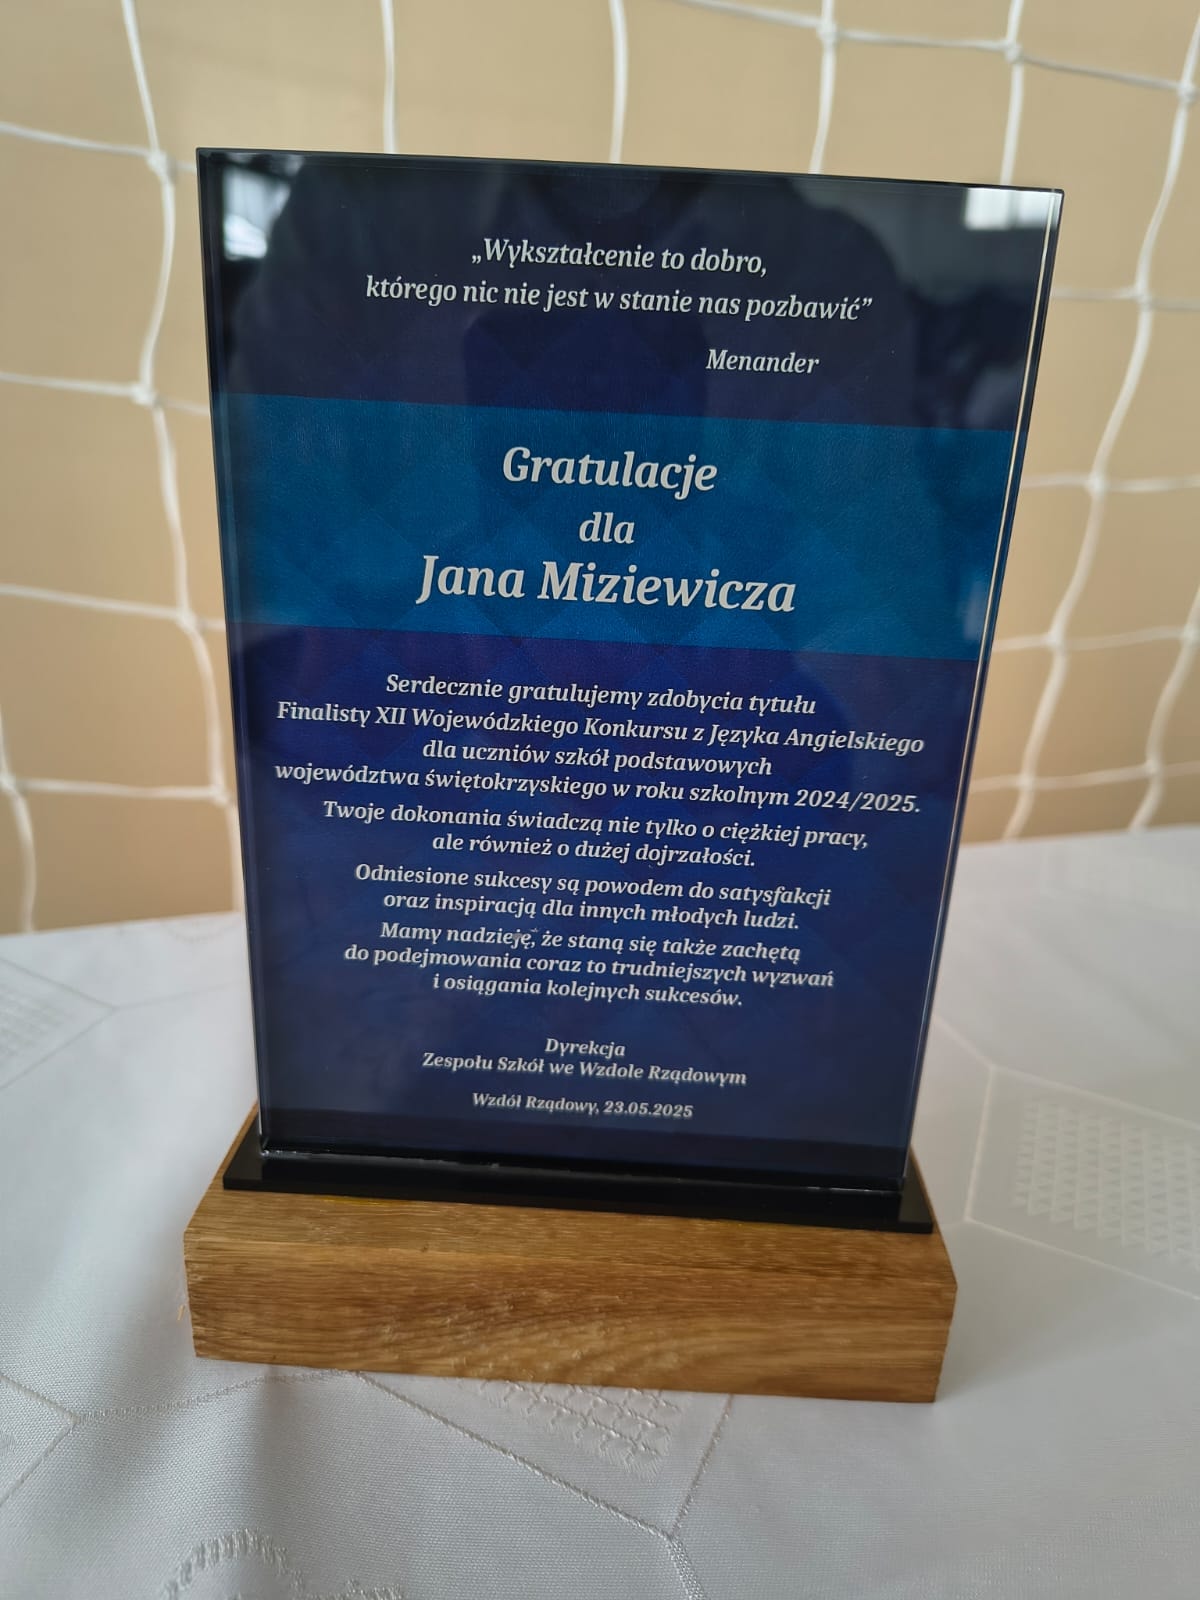 „Wykształcenie to dobro,
którego nic nie jest w stanie nas pozbawić”
Menander
Gratulacje
dla
Jana Miziewicza
Serdecznie gratulujemy zdobycia tytułu
Finalisty XII Wojewódzkiego Konkursu z Języka Angielskiego
dla uczniów szkół podstawowych
województwa świętokrzyskiego w roku szkolnym 2024/2025.
Twoje dokonania świadczą nie tylko o ciężkiej pracy,
ale również o dużej dojrzałości.
Odniesione sukcesy są powodem do satysfakcji
oraz inspiracją dla innych młodych ludzi.
Mamy nadzieję, że staną się także zachętą
do podejmowania coraz to trudniejszych wyzwań
i osiągania kolejnych sukcesów.
Dyrekcja
Zespołu Szkół we Wzdole Rządowym
Wzdół Rządowy, 23.05.2025